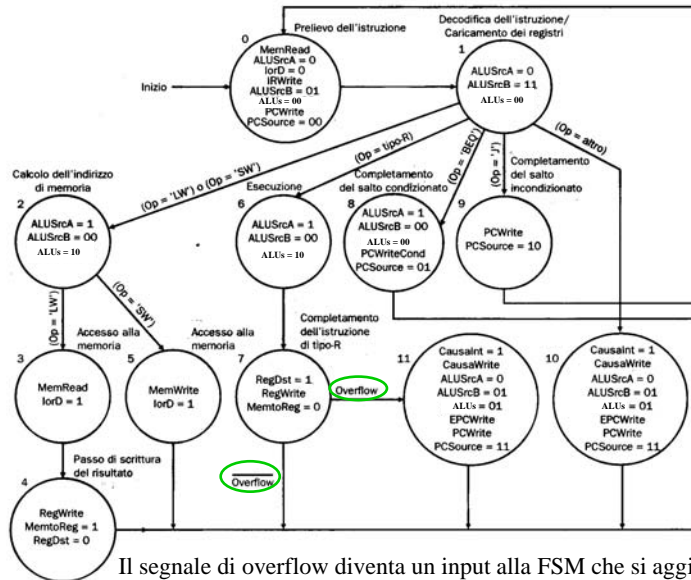 Prelievo dell'istruzione
0
MemRead
ALUSrcA = 0
IorD = 0
IRWrite
ALUSrcB = 01
ALUs = 00
PCWrite
PCSource = 00
Inizio
Decodifica dell'istruzione/
Caricamento dei registri
1
ALUSrcA = 0
ALUSrcB = 11
ALUs = 00
(Op = 'LW') o (Op = 'SW')
(Op = tipo-R)
(Op = 'BEQ')
(Op = 'J')
(Op = altro)
Calcolo dell'indirizzo
di memoria
2
ALUSrcA = 1
ALUSrcB = 00
ALUs = 10
Esecuzione
6
ALUSrcA = 1
ALUSrcB = 00
ALUs = 10
Completamento
del salto condizionato
8
ALUSrcA = 1
ALUSrcB = 00
ALUs = 00
PCWriteCond
PCSource = 01
Completamento
del salto
incondizionato
9
PCWrite
PCSource = 10
(Op = 'LW')
(Op = 'SW')
Accesso alla
memoria
3
MemRead
IorD = 1
Accesso alla
memoria
5
MemWrite
IorD = 1
Completamento
dell'istruzione
di tipo-R
7
RegDst = 1
RegWrite
MemtoReg = 0
Overflow
Overflow
11
CausaInt = 1
CausaWrite
ALUSrcA = 0
ALUSrcB = 01
ALUs = 01
EPCWrite
PCWrite
PCSource = 11
10
CausaInt = 1
CausaWrite
ALUSrcA = 0
ALUSrcB = 01
ALUs = 01
EPCWrite
PCWrite
PCSource = 11
Passo di scrittura
del risultato
4
RegWrite
MemtoReg = 1
RegDst = 0
Il segnale di overflow diventa un input alla FSM che si aggi